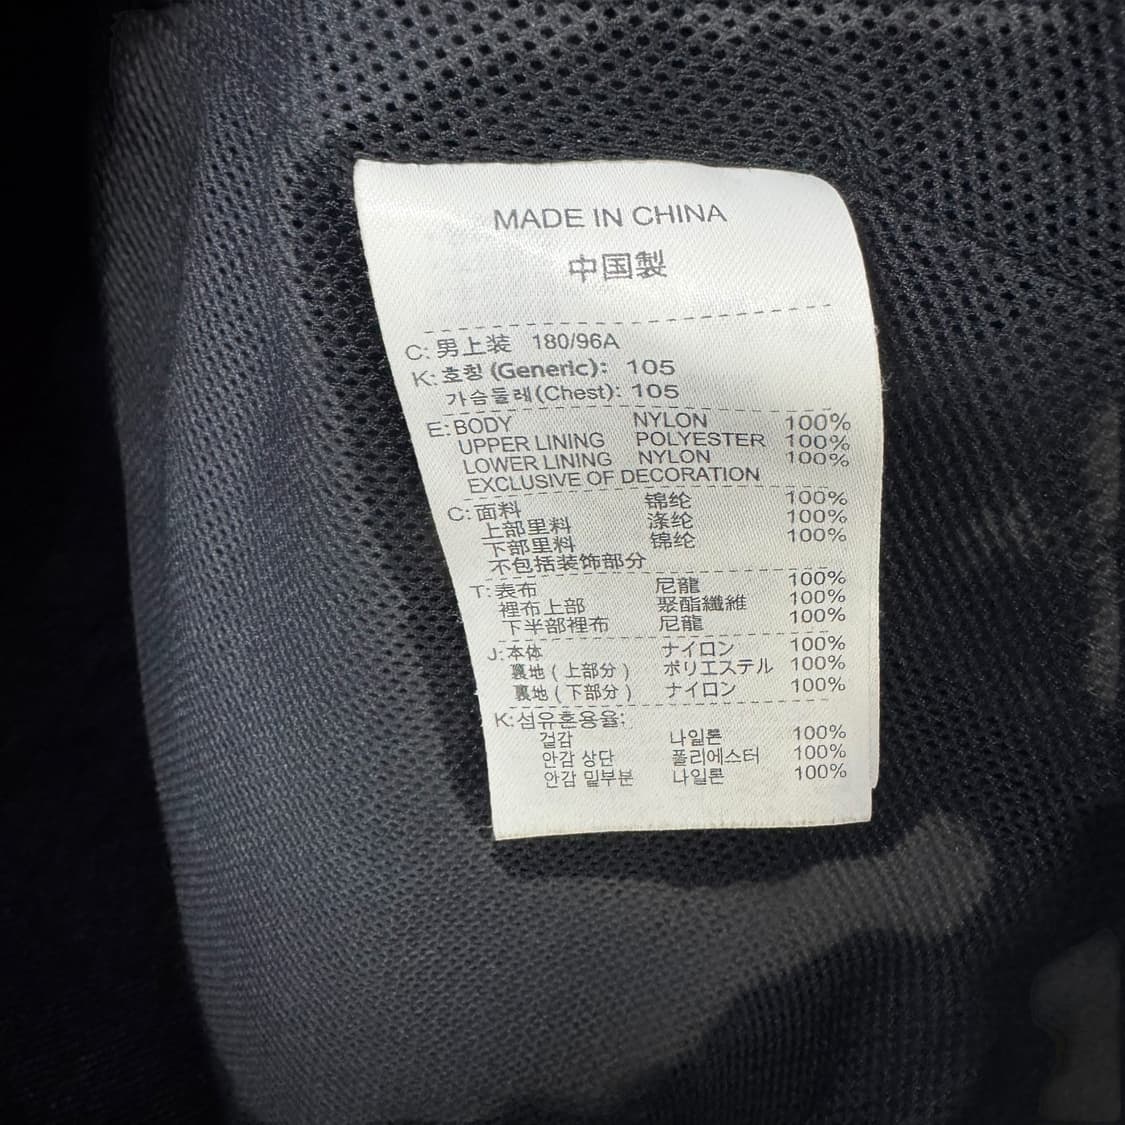 MADE IN CHINA
中国製
C: 男上装 180/96A
K: 호칭 (Generic): 105
가슴둘레(Chest): 105
E: BODY NYLON 100%
UPPER LINING POLYESTER 100%
LOWER LINING NYLON 100%
EXCLUSIVE OF DECORATION
C: 面料 锦纶 100%
上部里料 涤纶 100%
下部里料 锦纶 100%
不包括装饰部分
T: 表布 尼龍 100%
裡布上部 聚酯纖維 100%
下半部裡布 尼龍 100%
J: 本体 ナイロン 100%
裏地 ( 上部分 ) ポリエステル 100%
裏地 ( 下部分 ) ナイロン 100%
K: 섬유혼용율:
겉감 나일론 100%
안감 상단 폴리에스터 100%
안감 밑부분 나일론 100%